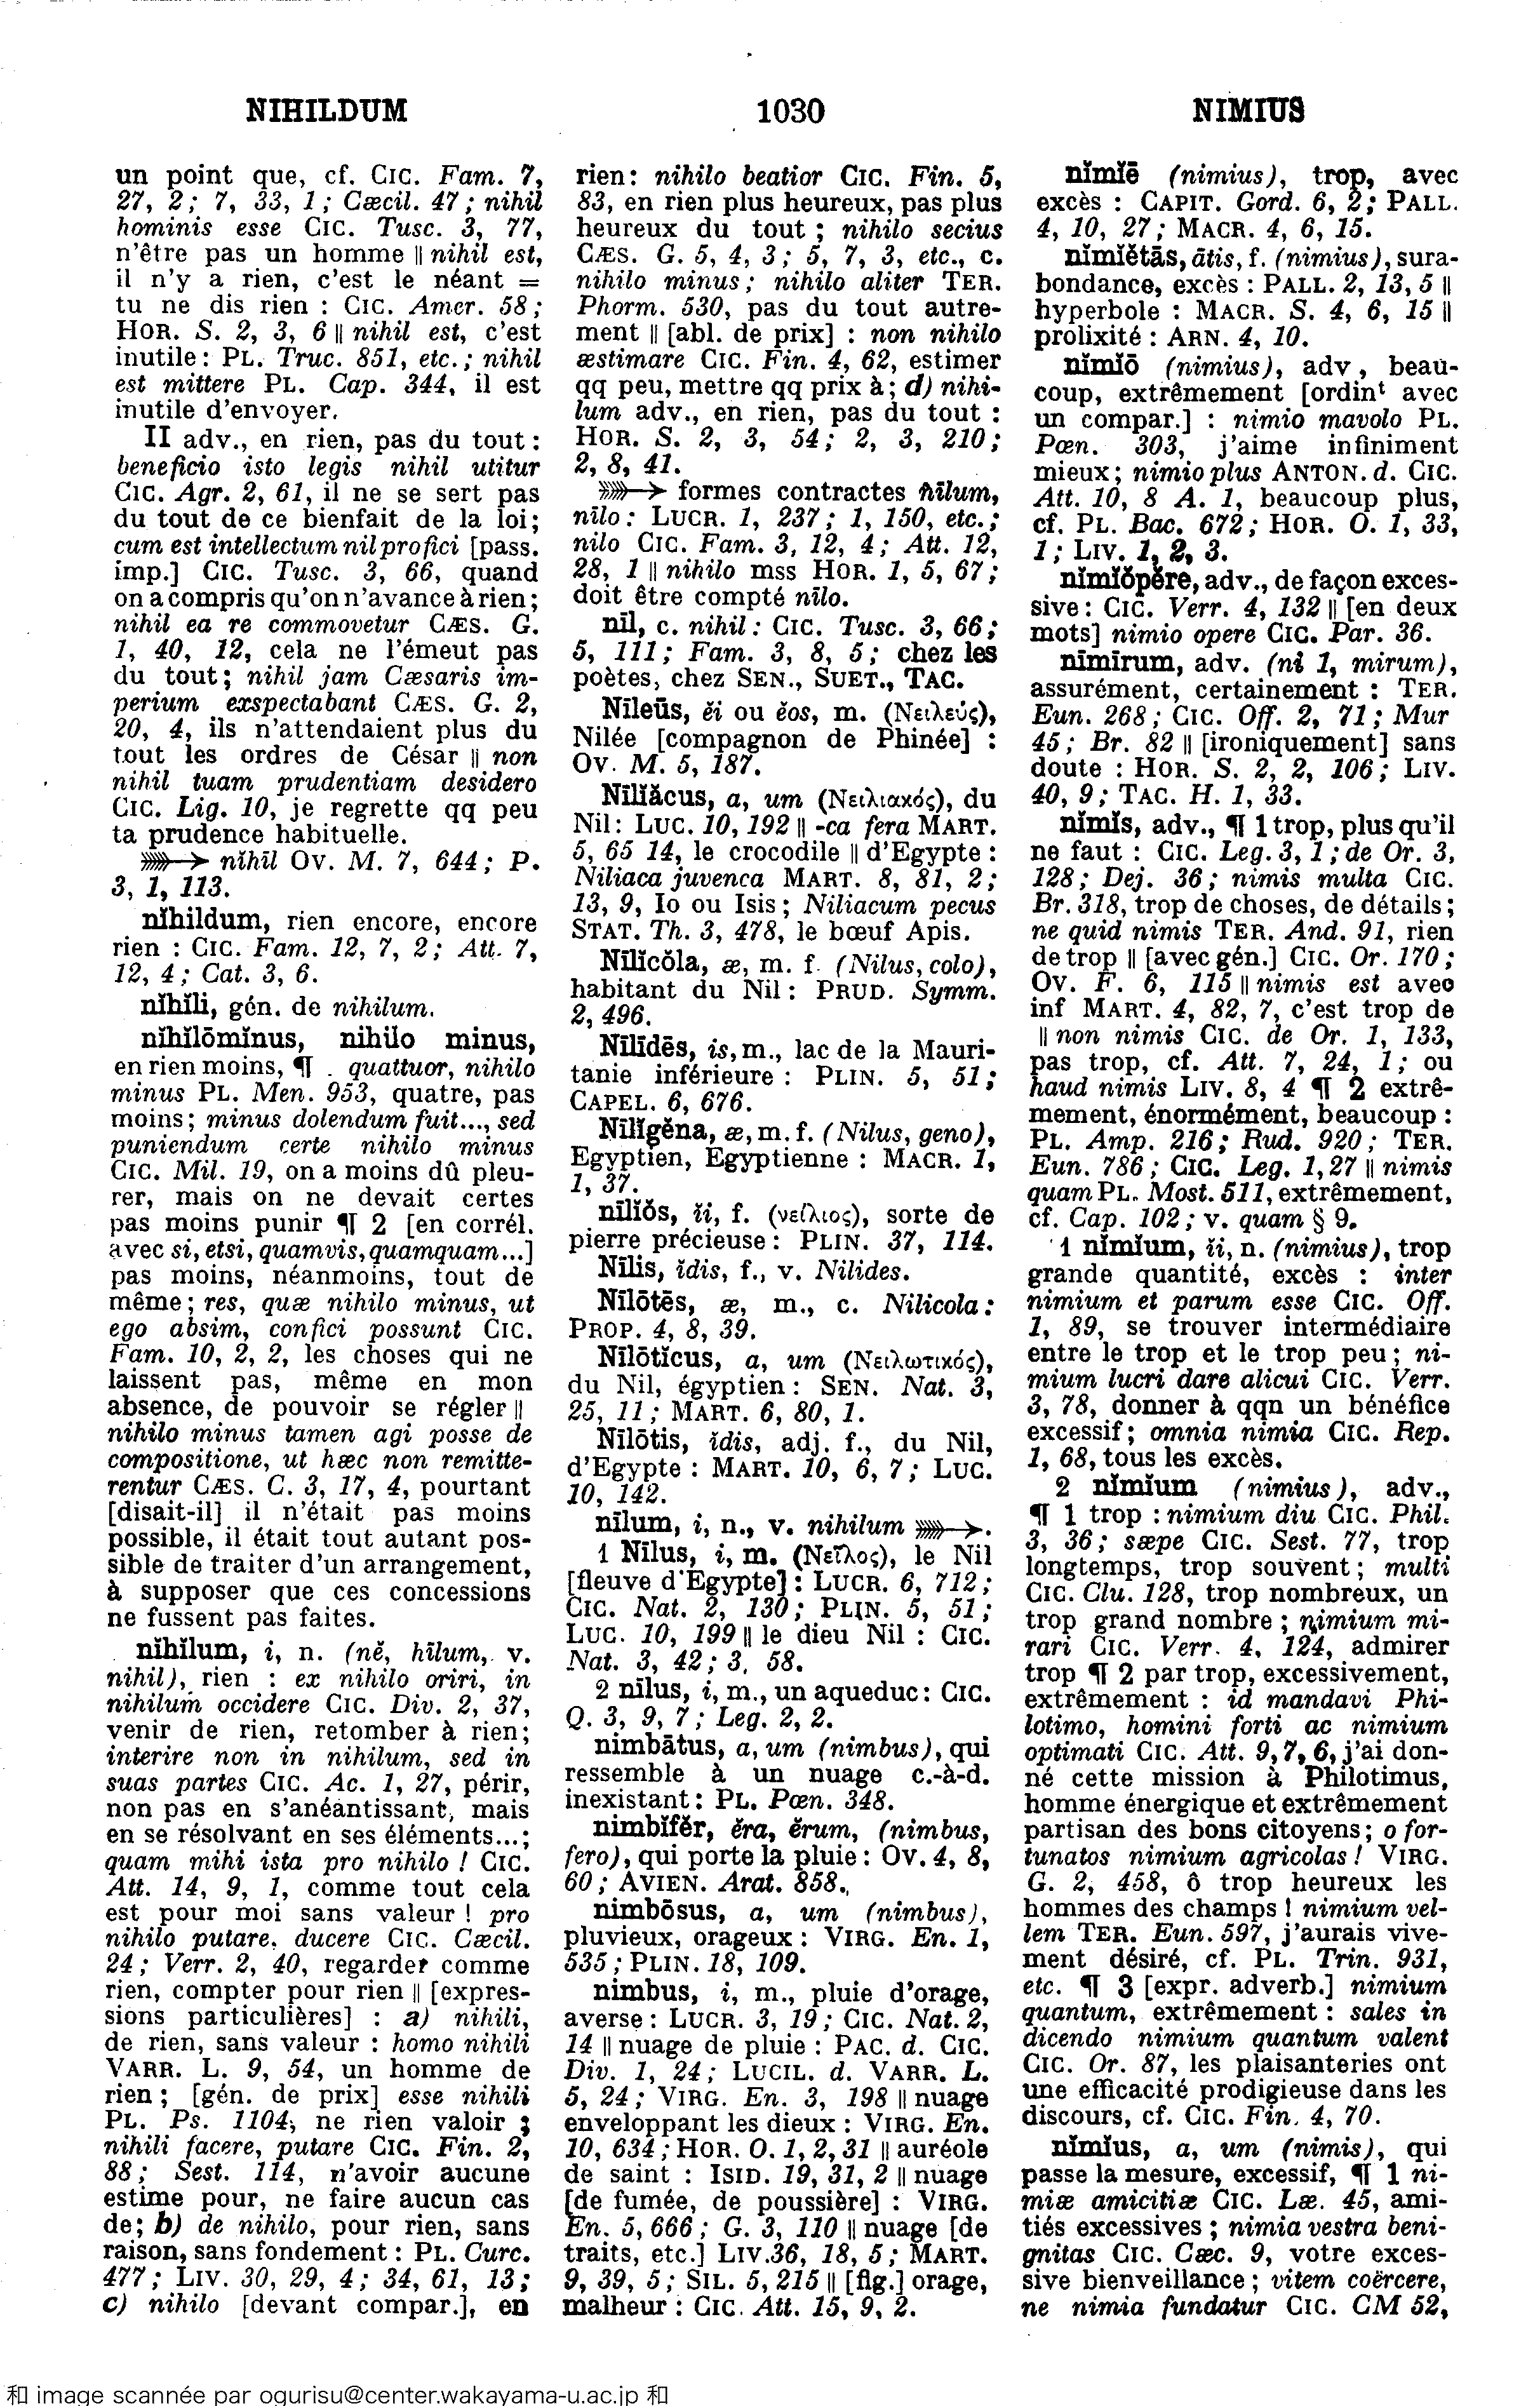 NIHILDUM
1030
NIMIUS
un point que, cf. CIC. Fam. 7,
27, 2; 7, 33, 1; Cæcil. 47; nihil
hominis esse CIC. Tusc. 3, 77,
n'être pas un homme ǁ nihil est,
il n'y a rien, c'est le néant =
tu ne dis rien : CIC. Amer. 58;
HOR. S. 2, 3, 6 ǁ nihil est, c'est
inutile: PL. Truc. 851, etc.; nihil
est mittere PL. Cap. 344, il est
inutile d'envoyer.
II adv., en rien, pas du tout:
beneficio isto legis nihil utitur
CIC. Agr. 2, 61, il ne se sert pas
du tout de ce bienfait de la loi;
cum est intellectum nil profici [pass.
imp.] CIC. Tusc. 3, 66, quand
on a compris qu'on n'avance à rien;
nihil ea re commovetur CÆS. G.
1, 40, 12, cela ne l'émeut pas
du tout; nihil jam Cæsaris im-
perium exspectabant CÆS. G. 2,
20, 4, ils n'attendaient plus du
tout les ordres de César ǁ non
nihil tuam prudentiam desidero
CIC. Lig. 10, je regrette qq peu
ta prudence habituelle.
➳ nĭhīl OV. M. 7, 644; P.
3, 1, 113.
nĭhildum, rien encore, encore
rien : CIC. Fam. 12, 7, 2; Att. 7,
12, 4; Cat. 3, 6.
nĭhĭli, gén. de nihilum.
nĭhĭlōmĭnus, nihilo minus,
en rien moins, ¶ . quattuor, nihilo
minus PL. Men. 953, quatre, pas
moins; minus dolendum fuit..., sed
puniendum certe nihilo minus
CIC. Mil. 19, on a moins dû pleu-
rer, mais on ne devait certes
pas moins punir ¶ 2 [en corrél.
avec si, etsi, quamvis, quamquam...]
pas moins, néanmoins, tout de
même; res, quæ nihilo minus, ut
ego absim, confici possunt CIC.
Fam. 10, 2, 2, les choses qui ne
laissent pas, même en mon
absence, de pouvoir se régler ǁ
nihilo minus tamen agi posse de
compositione, ut hæc non remitte-
rentur CÆS. C. 3, 17, 4, pourtant
[disait-il] il n'était pas moins
possible, il était tout autant pos-
sible de traiter d'un arrangement,
à supposer que ces concessions
ne fussent pas faites.
nĭhĭlum, i, n. (nĕ, hīlum, v.
nihil), rien : ex nihilo oriri, in
nihilum occidere CIC. Div. 2, 37,
venir de rien, retomber à rien;
interire non in nihilum, sed in
suas partes CIC. Ac. 1, 27, périr,
non pas en s'anéantissant, mais
en se résolvant en ses éléments...;
quam mihi ista pro nihilo ! CIC.
Att. 14, 9, 1, comme tout cela
est pour moi sans valeur ! pro
nihilo putare, ducere CIC. Cæcil.
24; Verr. 2, 40, regarder comme
rien, compter pour rien ǁ [expres-
sions particulières] : a) nihili,
de rien, sans valeur : homo nihili
VARR. L. 9, 54, un homme de
rien; [gén. de prix] esse nihili
PL. Ps. 1104, ne rien valoir ;
nihili facere, putare CIC. Fin. 2,
88; Sest. 114, n'avoir aucune
estime pour, ne faire aucun cas
de; b) de nihilo, pour rien, sans
raison, sans fondement : PL. Curc.
477; LIV. 30, 29, 4; 34, 61, 13;
c) nihilo [devant compar.], en
rien: nihilo beatior CIC. Fin. 5,
83, en rien plus heureux, pas plus
heureux du tout ; nihilo secius
CÆS. G. 5, 4, 3; 5, 7, 3, etc., c.
nihilo minus; nihilo aliter TER.
Phorm. 530, pas du tout autre-
ment ǁ [abl. de prix] : non nihilo
æstimare CIC. Fin. 4, 62, estimer
qq peu, mettre qq prix à; d) nihi-
lum adv., en rien, pas du tout :
HOR. S. 2, 3, 54; 2, 3, 210;
2, 8, 41.
➳ formes contractes nīlum,
nīlo: LUCR. 1, 237; 1, 150, etc.;
nilo CIC. Fam. 3, 12, 4; Att. 12,
28, 1 ǁ nihilo mss HOR. 1, 5, 67;
doit être compté nīlo.
nīl, c. nihil: CIC. Tusc. 3, 66;
5, 111; Fam. 3, 8, 5; chez les
poètes, chez SEN., SUET., TAC.
Nīleūs, ĕi ou ĕos, m. (Νειλεύς),
Nilée [compagnon de Phinée] :
OV. M. 5, 187.
Nīlĭăcus, a, um (Νειλιακός), du
Nil: LUC. 10, 192 ǁ -ca fera MART.
5, 65 14, le crocodile ǁ d'Egypte :
Niliaca juvenca MART. 8, 81, 2;
13, 9, Io ou Isis; Niliacum pecus
STAT. Th. 3, 478, le bœuf Apis.
Nīlĭcŏla, æ, m. f. (Nilus, colo),
habitant du Nil: PRUD. Symm.
2, 496.
Nīlīdēs, is, m., lac de la Mauri-
tanie inférieure : PLIN. 5, 51;
CAPEL. 6, 676.
Nīlĭgĕna, æ, m. f. (Nilus, geno),
Egyptien, Egyptienne : MACR. 1,
1, 37.
nīlĭŏs, ĭi, f. (νείλιος), sorte de
pierre précieuse: PLIN. 37, 114.
Nīlis, ĭdis, f., v. Nilides.
Nīlōtēs, æ, m., c. Nilicola:
PROP. 4, 8, 39.
Nīlōtĭcus, a, um (Νειλωτικός),
du Nil, égyptien: SEN. Nat. 3,
25, 11; MART. 6, 80, 1.
Nīlōtis, ĭdis, adj. f., du Nil,
d'Egypte : MART. 10, 6, 7; LUC.
10, 142.
nīlum, i, n., v. nihilum ➳.
1 Nīlus, i, m. (Νεῖλος), le Nil
[fleuve d'Egypte] : LUCR. 6, 712;
CIC. Nat. 2, 130; PLIN. 5, 51;
LUC. 10, 199 ǁ le dieu Nil : CIC.
Nat. 3, 42; 3, 58.
2 nīlus, i, m., un aqueduc: CIC.
Q. 3, 9, 7; Leg. 2, 2.
nimbātus, a, um (nimbus), qui
ressemble à un nuage c.-à-d.
inexistant: PL. Pœn. 348.
nimbĭfĕr, ĕra, ĕrum, (nimbus,
fero), qui porte la pluie: OV. 4, 8,
60; AVIEN. Arat. 858.
nimbōsus, a, um (nimbus),
pluvieux, orageux: VIRG. En. 1,
535; PLIN. 18, 109.
nimbus, i, m., pluie d'orage,
averse: LUCR. 3, 19; CIC. Nat. 2,
14 ǁ nuage de pluie : PAC. d. CIC.
Div. 1, 24; LUCIL. d. VARR. L.
5, 24; VIRG. En. 3, 198 ǁ nuage
enveloppant les dieux : VIRG. En.
10, 634; HOR. O. 1, 2, 31 ǁ auréole
de saint : ISID. 19, 31, 2 ǁ nuage
[de fumée, de poussière] : VIRG.
En. 5, 666; G. 3, 110 ǁ nuage [de
traits, etc.] LIV.36, 18, 5; MART.
9, 39, 5; SIL. 5, 215 ǁ [fig.] orage,
malheur : CIC. Att. 15, 9, 2.
nĭmĭē (nimius), trop, avec
excès : CAPIT. Gord. 6, 2; PALL.
4, 10, 27; MACR. 4, 6, 15.
nĭmĭĕtās, ātis, f. (nimius), sura-
bondance, excès : PALL. 2, 13, 5 ǁ
hyperbole : MACR. S. 4, 6, 15 ǁ
prolixité : ARN. 4, 10.
nĭmĭō (nimius), adv , beau-
coup, extrêmement [ordinᵗ avec
un compar.] : nimio mavolo PL.
Pœn. 303, j'aime infiniment
mieux; nimio plus ANTON. d. CIC.
Att. 10, 8 A. 1, beaucoup plus,
cf. PL. Bac. 672; HOR. O. 1, 33,
1; LIV. 1, 2, 3.
nĭmĭŏpĕre, adv., de façon exces-
sive: CIC. Verr. 4, 132 ǁ [en deux
mots] nimio opere CIC. Par. 36.
nīmīrum, adv. (ni 1, mirum),
assurément, certainement : TER.
Eun. 268; CIC. Off. 2, 71; Mur
45; Br. 82 ǁ [ironiquement] sans
doute : HOR. S. 2, 2, 106; LIV.
40, 9; TAC. H. 1, 33.
nĭmĭs, adv., ¶ 1 trop, plus qu'il
ne faut : CIC. Leg. 3, 1; de Or. 3,
128; Dej. 36; nimis multa CIC.
Br. 318, trop de choses, de détails;
ne quid nimis TER. And. 91, rien
de trop ǁ [avec gén.] CIC. Or. 170;
OV. F. 6, 115 ǁ nimis est avec
inf MART. 4, 82, 7, c'est trop de
ǁ non nimis CIC. de Or. 1, 133,
pas trop, cf. Att. 7, 24, 1; ou
haud nimis LIV. 8, 4 ¶ 2 extrê-
mement, énormément, beaucoup :
PL. Amp. 216; Rud. 920; TER.
Eun. 786; CIC. Leg. 1, 27 ǁ nimis
quam PL. Most. 511, extrêmement,
cf. Cap. 102; v. quam § 9.
1 nĭmĭum, ĭi, n. (nimius), trop
grande quantité, excès : inter
nimium et parum esse CIC. Off.
1, 89, se trouver intermédiaire
entre le trop et le trop peu; ni-
mium lucri dare alicui CIC. Verr.
3, 78, donner à qqn un bénéfice
excessif; omnia nimia CIC. Rep.
1, 68, tous les excès.
2 nĭmĭum (nimius), adv.,
¶ 1 trop : nimium diu CIC. Phil.
3, 36; sæpe CIC. Sest. 77, trop
longtemps, trop souvent; multi
CIC. Clu. 128, trop nombreux, un
trop grand nombre; nimium mi-
rari CIC. Verr. 4, 124, admirer
trop ¶ 2 par trop, excessivement,
extrêmement : id mandavi Phi-
lotimo, homini forti ac nimium
optimati CIC. Att. 9, 7, 6, j'ai don-
né cette mission à Philotimus,
homme énergique et extrêmement
partisan des bons citoyens; o for-
tunatos nimium agricolas ! VIRG.
G. 2, 458, ô trop heureux les
hommes des champs ! nimium vel-
lem TER. Eun. 597, j'aurais vive-
ment désiré, cf. PL. Trin. 931,
etc. ¶ 3 [expr. adverb.] nimium
quantum, extrêmement : sales in
dicendo nimium quantum valent
CIC. Or. 87, les plaisanteries ont
une efficacité prodigieuse dans les
discours, cf. CIC. Fin. 4, 70.
nĭmĭus, a, um (nimis), qui
passe la mesure, excessif, ¶ 1 ni-
miæ amicitiæ CIC. Læ. 45, ami-
tiés excessives ; nimia vestra beni-
gnitas CIC. Cæc. 9, votre exces-
sive bienveillance; vitem coërcere,
ne nimia fundatur CIC. CM 52,
和 image scannée par ogurisu@center.wakayama-u.ac.jp 和